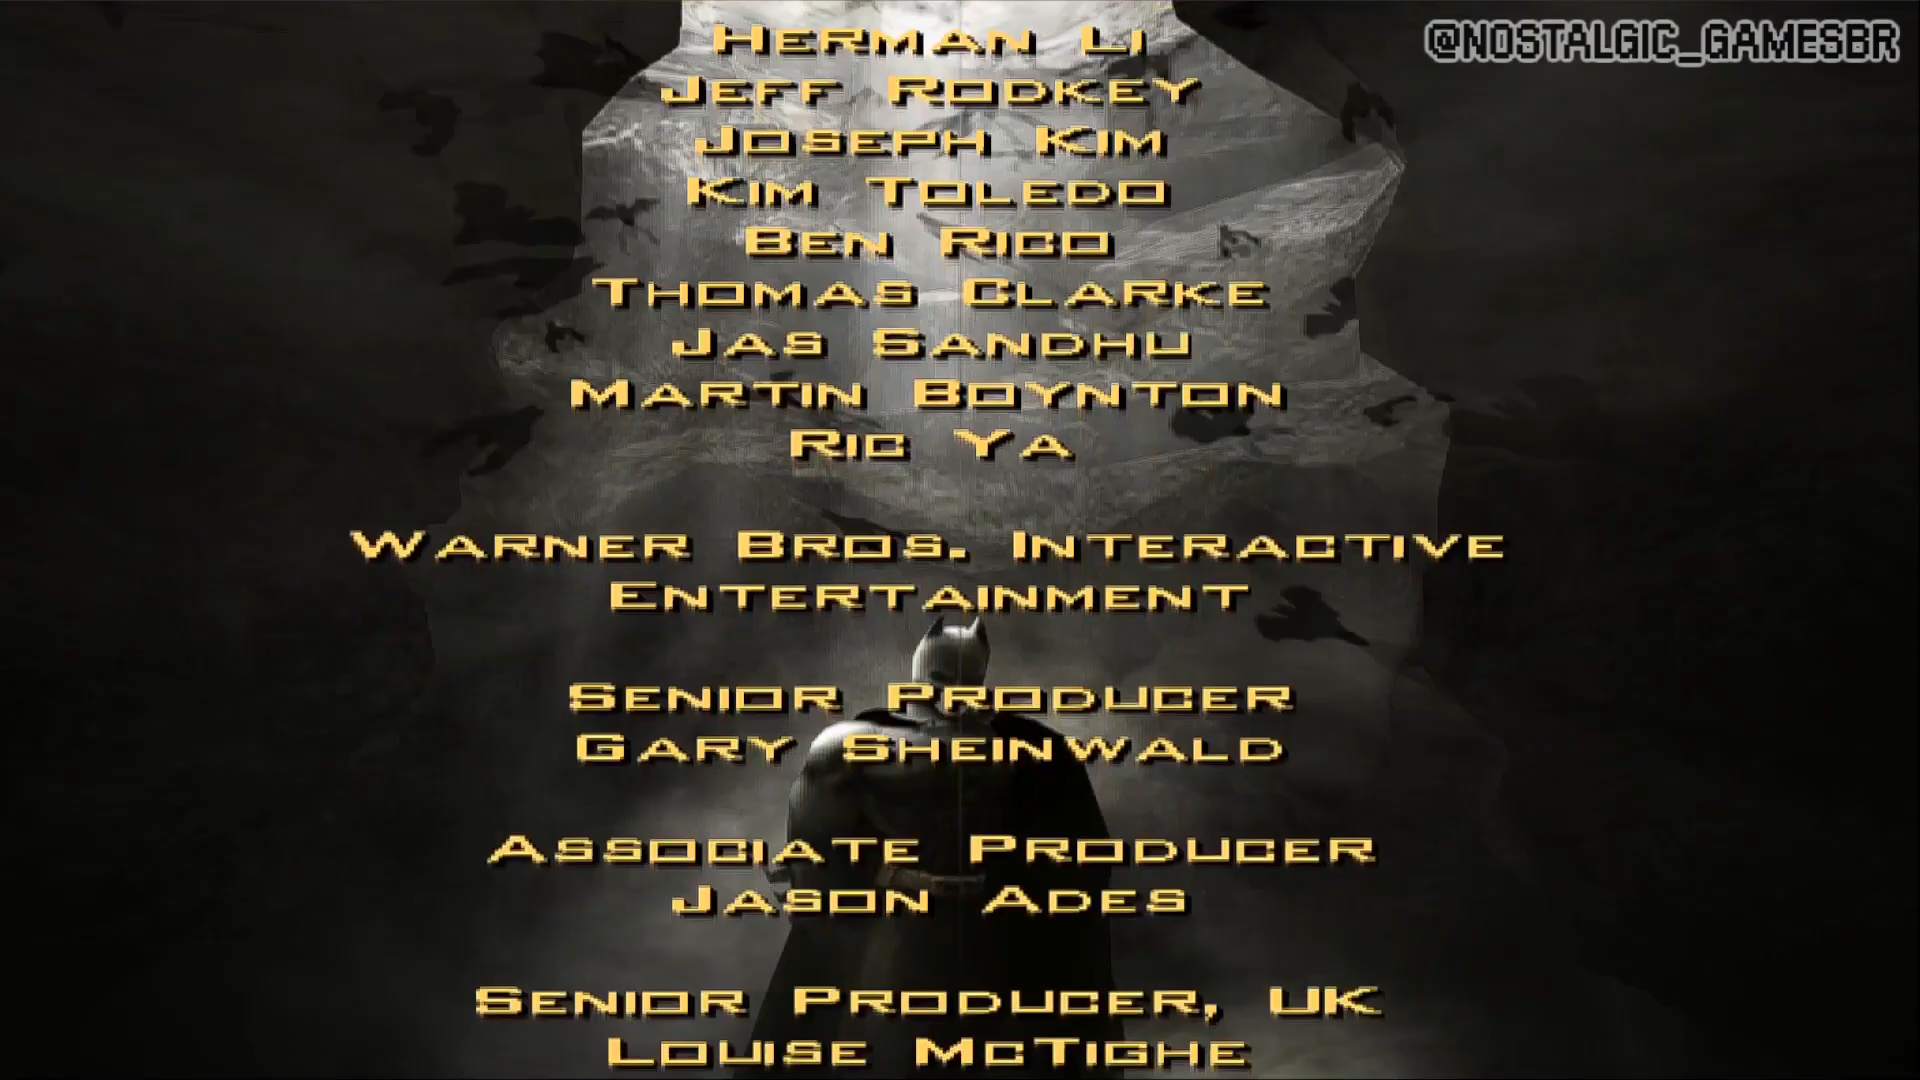 @NOSTALGIC_GAMESBR
HERMAN LI
JEFF RODKEY
JOSEPH KIM
KIM TOLEDO
BEN RICO
THOMAS CLARKE
JAS SANDHU
MARTIN BOYNTON
RIC YA
WARNER BROS. INTERACTIVE
ENTERTAINMENT
SENIOR PRODUCER
GARY SHEINWALD
ASSOCIATE PRODUCER
JASON ADES
SENIOR PRODUCER, UK
LOUISE MCTIGHE